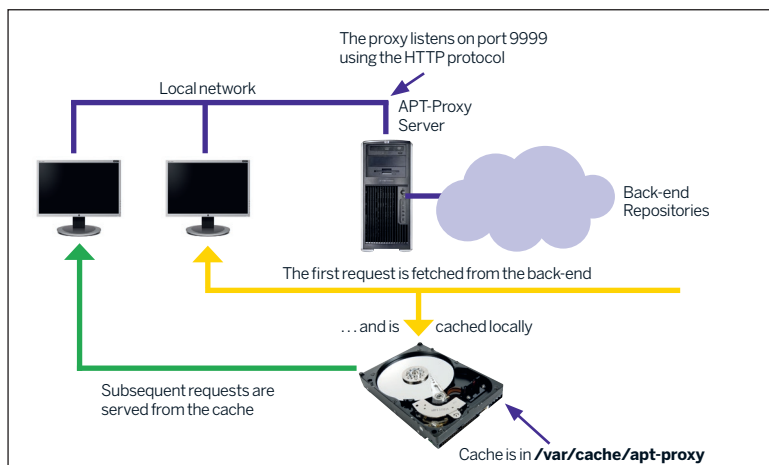 The proxy listens on port 9999
using the HTTP protocol
Local network
APT-Proxy
Server
Back-end
Repositories
The first request is fetched from the back-end
...and is cached locally
Subsequent requests are
served from the cache
Cache is in /var/cache/apt-proxy